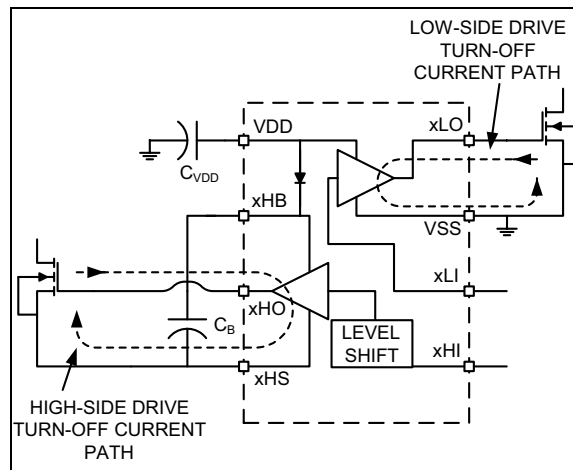 LOW-SIDE DRIVE
TURN-OFF
CURRENT PATH
VDD
xLO
CVDD
xHB
VSS
xHO
xLI
CB
LEVEL
SHIFT
xHI
xHS
HIGH-SIDE DRIVE
TURN-OFF CURRENT
PATH